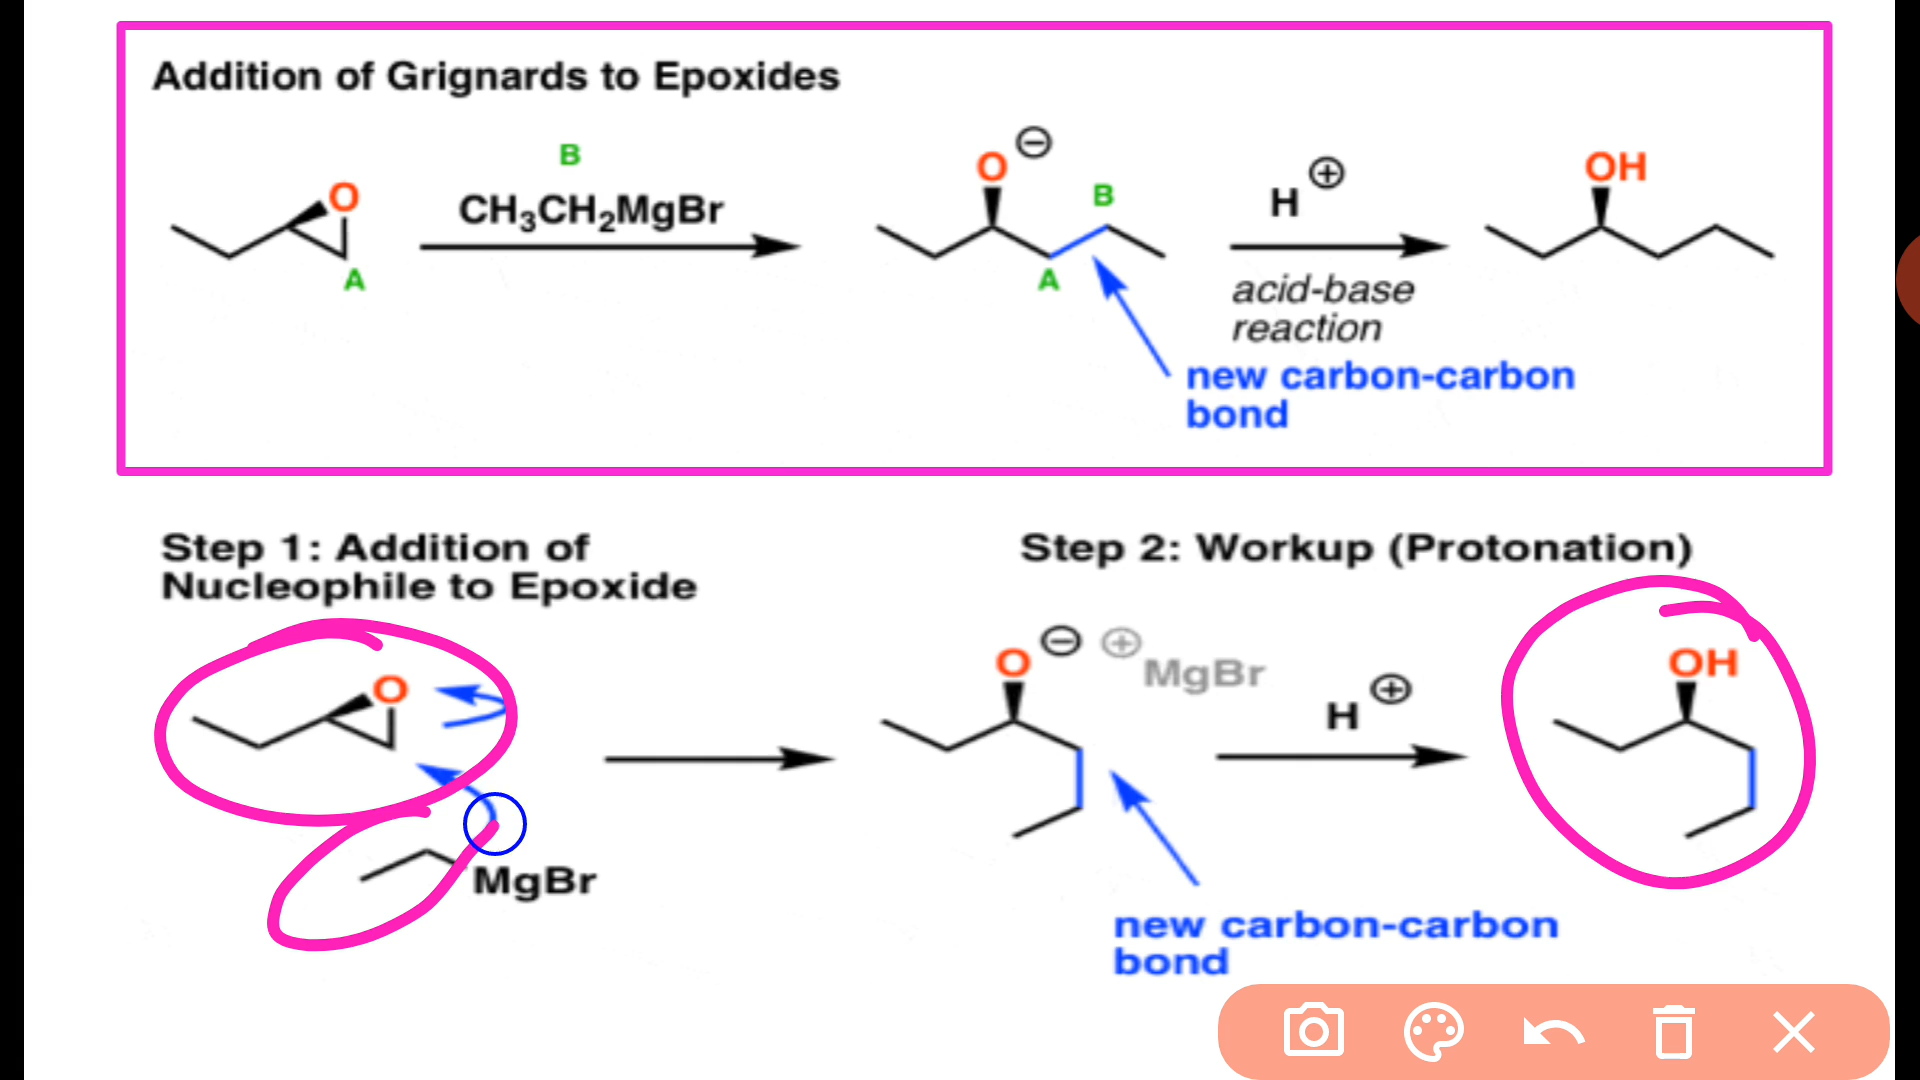 Addition of Grignards to Epoxides
B
CH₃CH₂MgBr
O
A
O ⊖
B
A
H ⊕
acid-base
reaction
OH
new carbon-carbon
bond
Step 1: Addition of
Nucleophile to Epoxide
O
MgBr
Step 2: Workup (Protonation)
O ⊖ ⊕ MgBr
H ⊕
OH
new carbon-carbon
bond